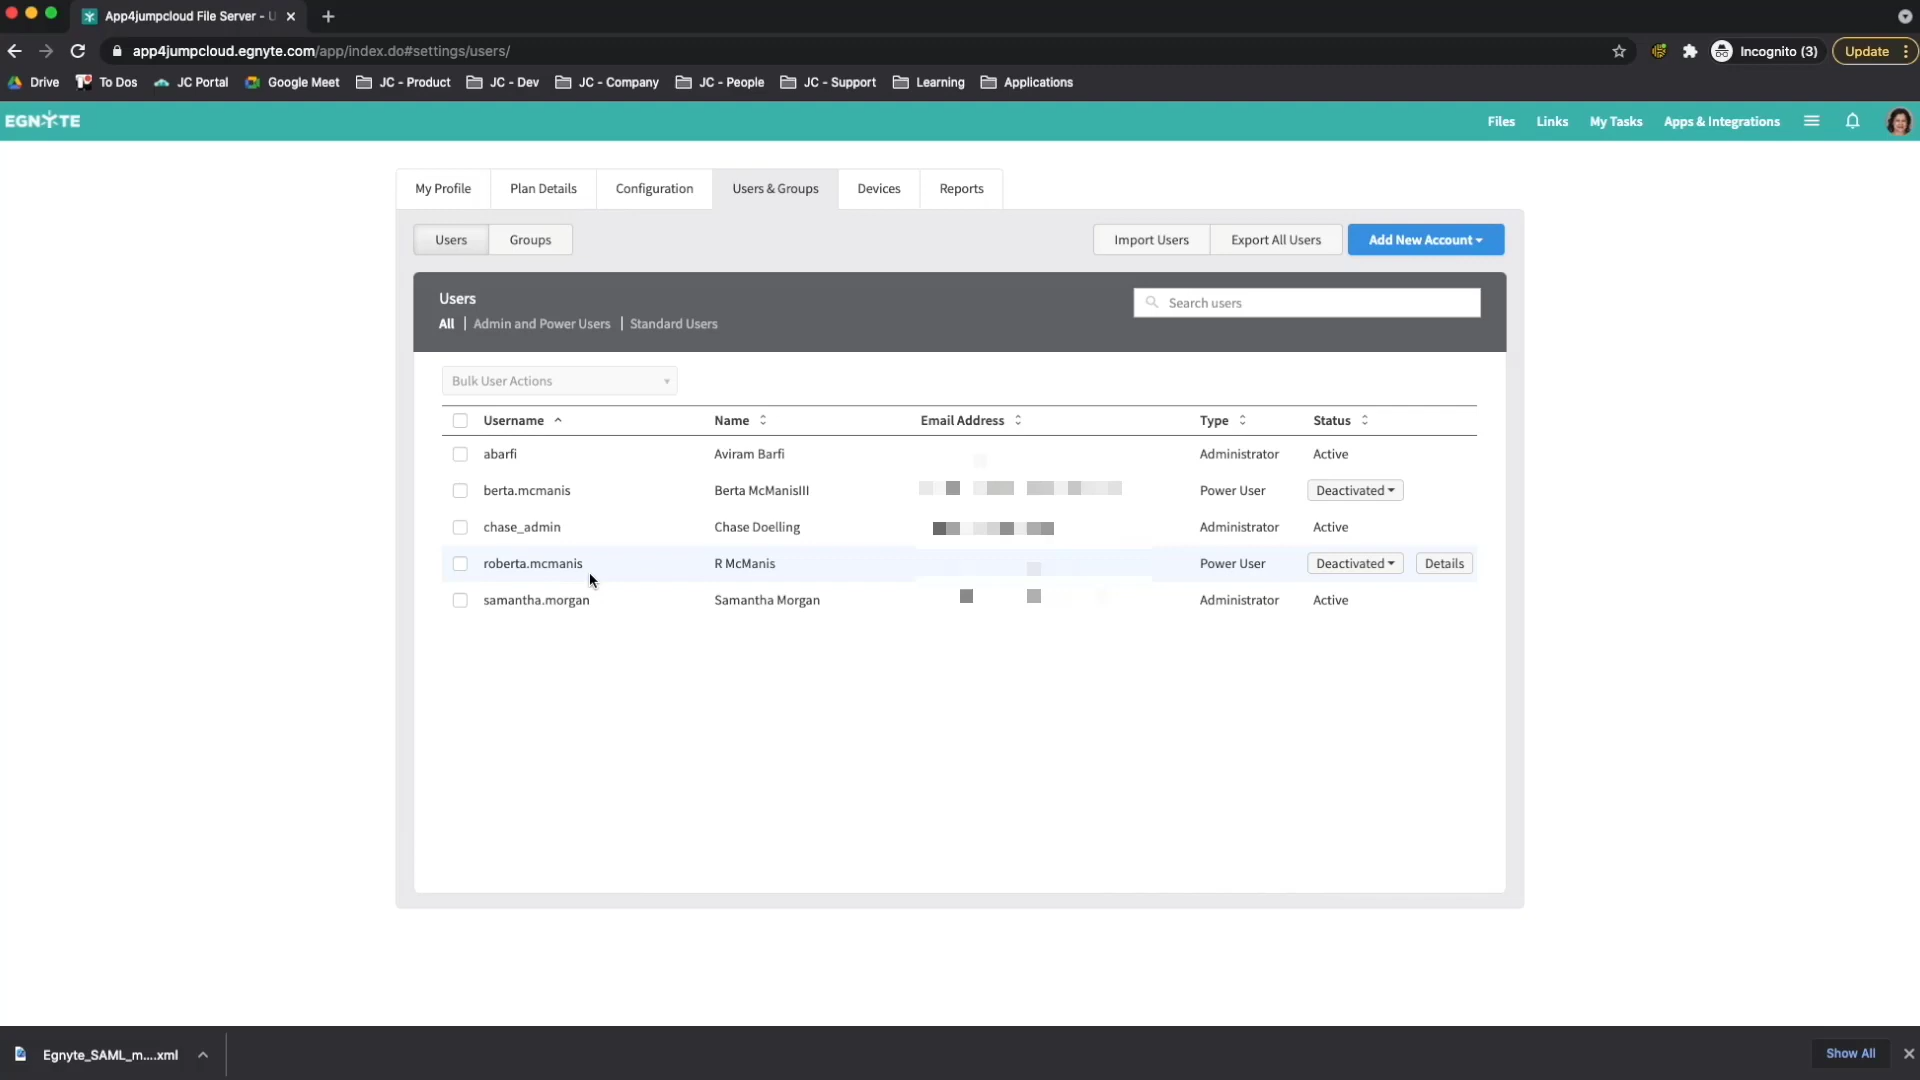 App4jumpcloud File Server - U
app4jumpcloud.egnyte.com/app/index.do#settings/users/
Incognito (3)
Update
Drive
To Dos
JC Portal
Google Meet
JC - Product
JC - Dev
JC - Company
JC - People
JC - Support
Learning
Applications
EGNYTE
Files
Links
My Tasks
Apps & Integrations
My Profile
Plan Details
Configuration
Users & Groups
Devices
Reports
Users
Groups
Import Users
Export All Users
Add New Account
Users
Search users
All | Admin and Power Users | Standard Users
Bulk User Actions
Username Name Email Address Type Status
abarfi Aviram Barfi Administrator Active
berta.mcmanis Berta McManisIII Power User Deactivated
chase_admin Chase Doelling Administrator Active
roberta.mcmanis R McManis Power User Deactivated Details
samantha.morgan Samantha Morgan Administrator Active
Egnyte_SAML_m....xml
Show All